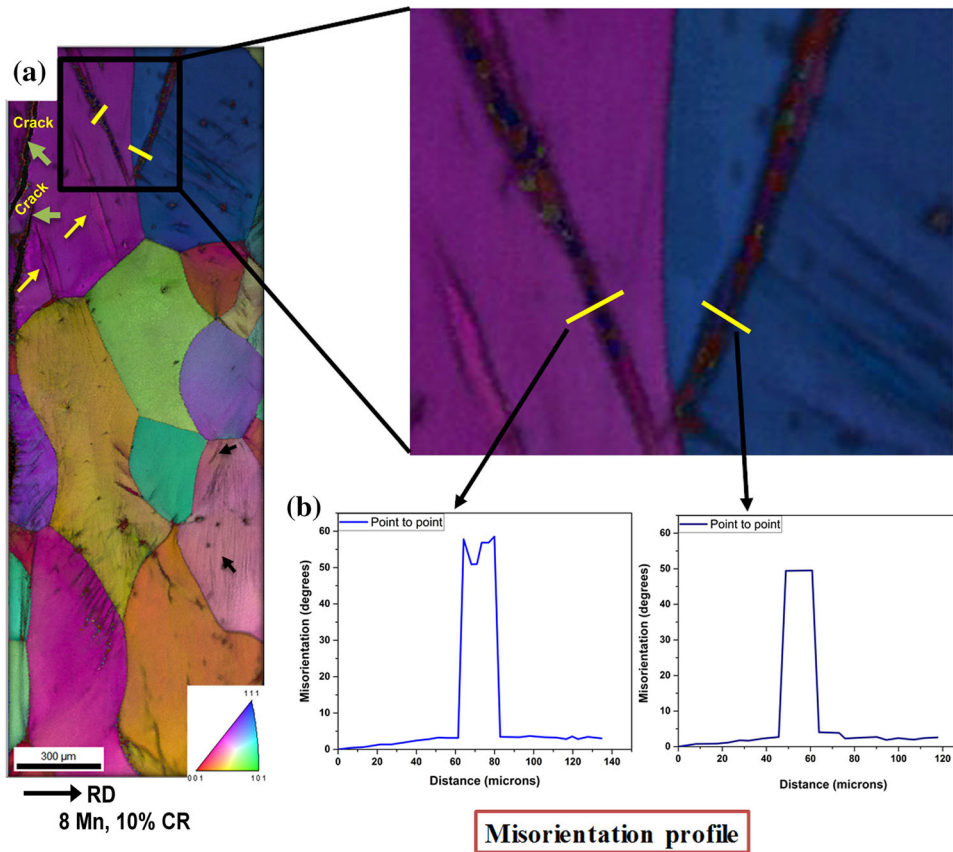 (a)
Crack
Crack
300 µm
111
001
101
RD
8 Mn, 10% CR
(b)
Point to point
Misorientation (degrees)
60
50
40
30
20
10
0
0 20 40 60 80 100 120 140
Distance (microns)
Point to point
Misorientation (degrees)
60
50
40
30
20
10
0
0 20 40 60 80 100 120
Distance (microns)
Misorientation profile